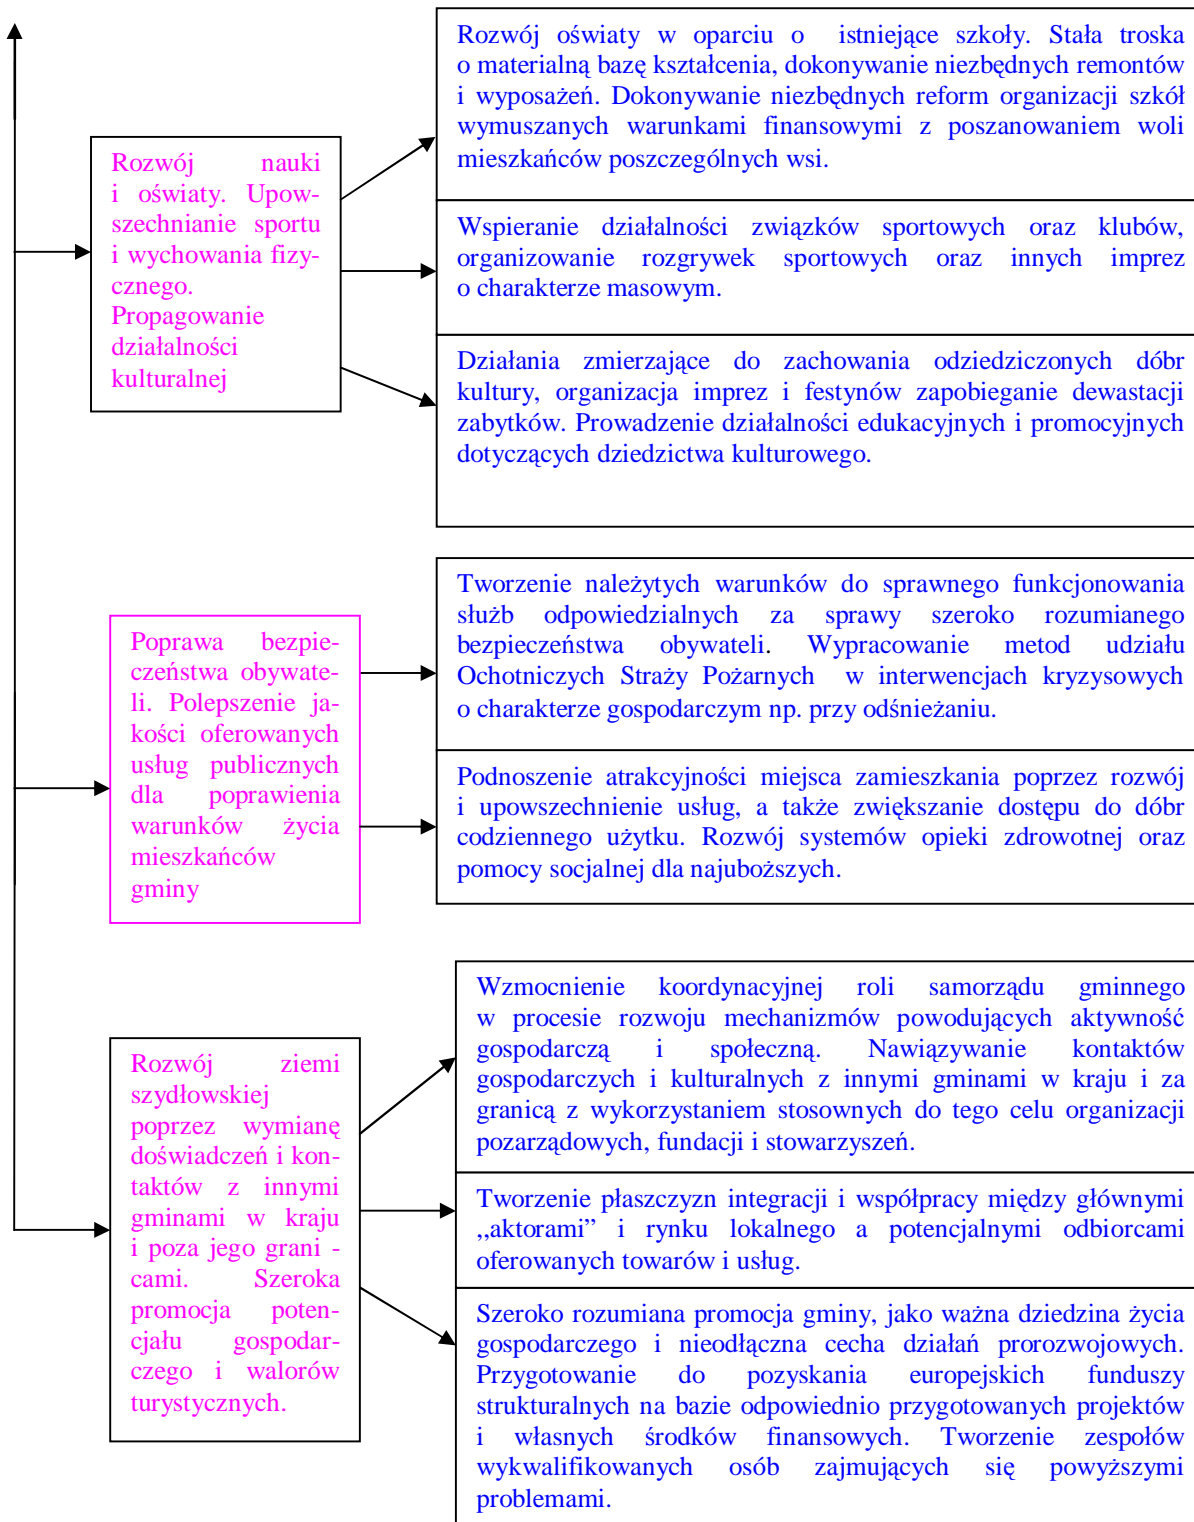 Rozwój nauki
i oświaty. Upow-
szechnianie sportu
i wychowania fizy-
cznego.
Propagowanie
działalności
kulturalnej
Rozwój oświaty w oparciu o istniejące szkoły. Stała troska
o materialną bazę kształcenia, dokonywanie niezbędnych remontów
i wyposażeń. Dokonywanie niezbędnych reform organizacji szkół
wymuszanych warunkami finansowymi z poszanowaniem woli
mieszkańców poszczególnych wsi.
Wspieranie działalności związków sportowych oraz klubów,
organizowanie rozgrywek sportowych oraz innych imprez
o charakterze masowym.
Działania zmierzające do zachowania odziedziczonych dóbr
kultury, organizacja imprez i festynów zapobieganie dewastacji
zabytków. Prowadzenie działalności edukacyjnych i promocyjnych
dotyczących dziedzictwa kulturowego.
Poprawa bezpie-
czeństwa obywate-
li. Polepszenie ja-
kości oferowanych
usług publicznych
dla poprawienia
warunków życia
mieszkańców
gminy
Tworzenie należytych warunków do sprawnego funkcjonowania
służb odpowiedzialnych za sprawy szeroko rozumianego
bezpieczeństwa obywateli. Wypracowanie metod udziału
Ochotniczych Straży Pożarnych w interwencjach kryzysowych
o charakterze gospodarczym np. przy odśnieżaniu.
Podnoszenie atrakcyjności miejsca zamieszkania poprzez rozwój
i upowszechnienie usług, a także zwiększanie dostępu do dóbr
codziennego użytku. Rozwój systemów opieki zdrowotnej oraz
pomocy socjalnej dla najuboższych.
Rozwój ziemi
szydłowskiej
poprzez wymianę
doświadczeń i kon-
taktów z innymi
gminami w kraju
i poza jego grani -
cami. Szeroka
promocja poten-
cjału gospodar-
czego i walorów
turystycznych.
Wzmocnienie koordynacyjnej roli samorządu gminnego
w procesie rozwoju mechanizmów powodujących aktywność
gospodarczą i społeczną. Nawiązywanie kontaktów
gospodarczych i kulturalnych z innymi gminami w kraju i za
granicą z wykorzystaniem stosownych do tego celu organizacji
pozarządowych, fundacji i stowarzyszeń.
Tworzenie płaszczyzn integracji i współpracy między głównymi
„aktorami” i rynku lokalnego a potencjalnymi odbiorcami
oferowanych towarów i usług.
Szeroko rozumiana promocja gminy, jako ważna dziedzina życia
gospodarczego i nieodłączna cecha działań prorozwojowych.
Przygotowanie do pozyskania europejskich funduszy
strukturalnych na bazie odpowiednio przygotowanych projektów
i własnych środków finansowych. Tworzenie zespołów
wykwalifikowanych osób zajmujących się powyższymi
problemami.